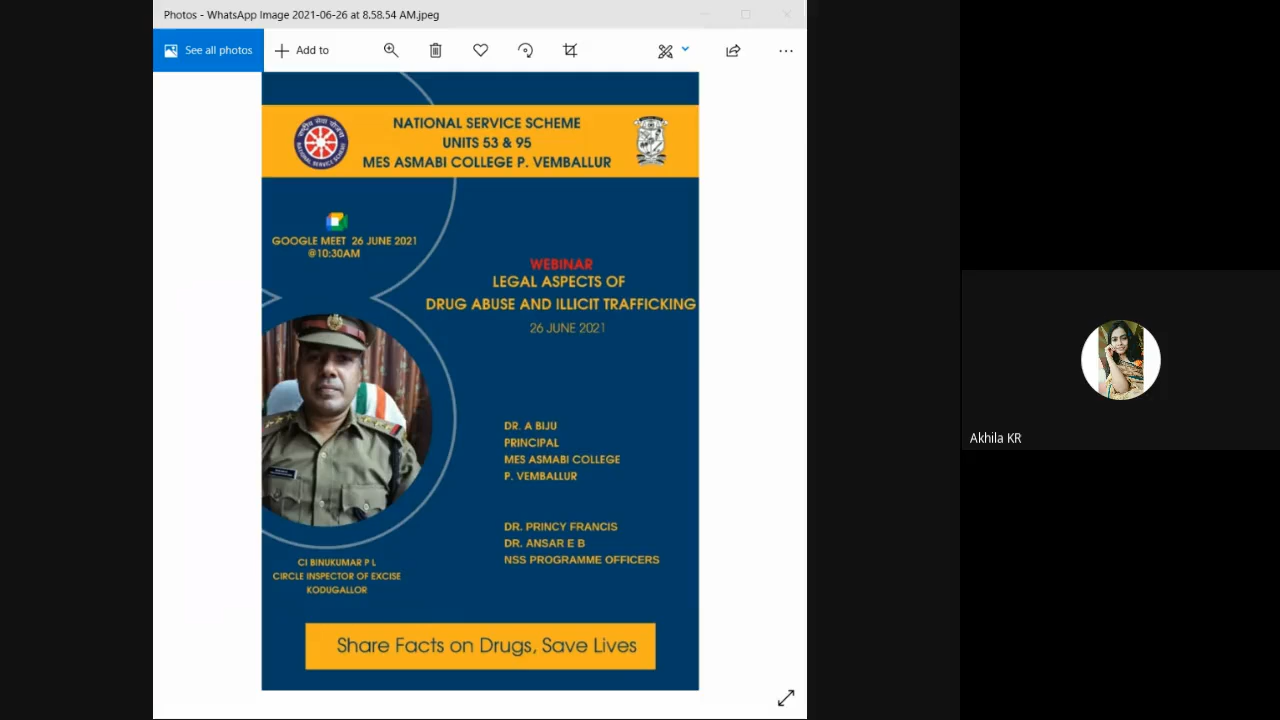 Photos - WhatsApp Image 2021-06-26 at 8.58.54 AM.jpeg
See all photos
Add to
NATIONAL SERVICE SCHEME
UNITS 53 & 95
MES ASMABI COLLEGE P. VEMBALLUR
राष्ट्रीय सेवा योजना
NATIONAL SERVICE SCHEME
GOOGLE MEET 26 JUNE 2021
@10:30AM
WEBINAR
LEGAL ASPECTS OF
DRUG ABUSE AND ILLICIT TRAFFICKING
26 JUNE 2021
DR. A BIJU
PRINCIPAL
MES ASMABI COLLEGE
P. VEMBALLUR
DR. PRINCY FRANCIS
DR. ANSAR E B
NSS PROGRAMME OFFICERS
CI BINUKUMAR P L
CIRCLE INSPECTOR OF EXCISE
KODUGALLOR
Share Facts on Drugs, Save Lives
Akhila KR